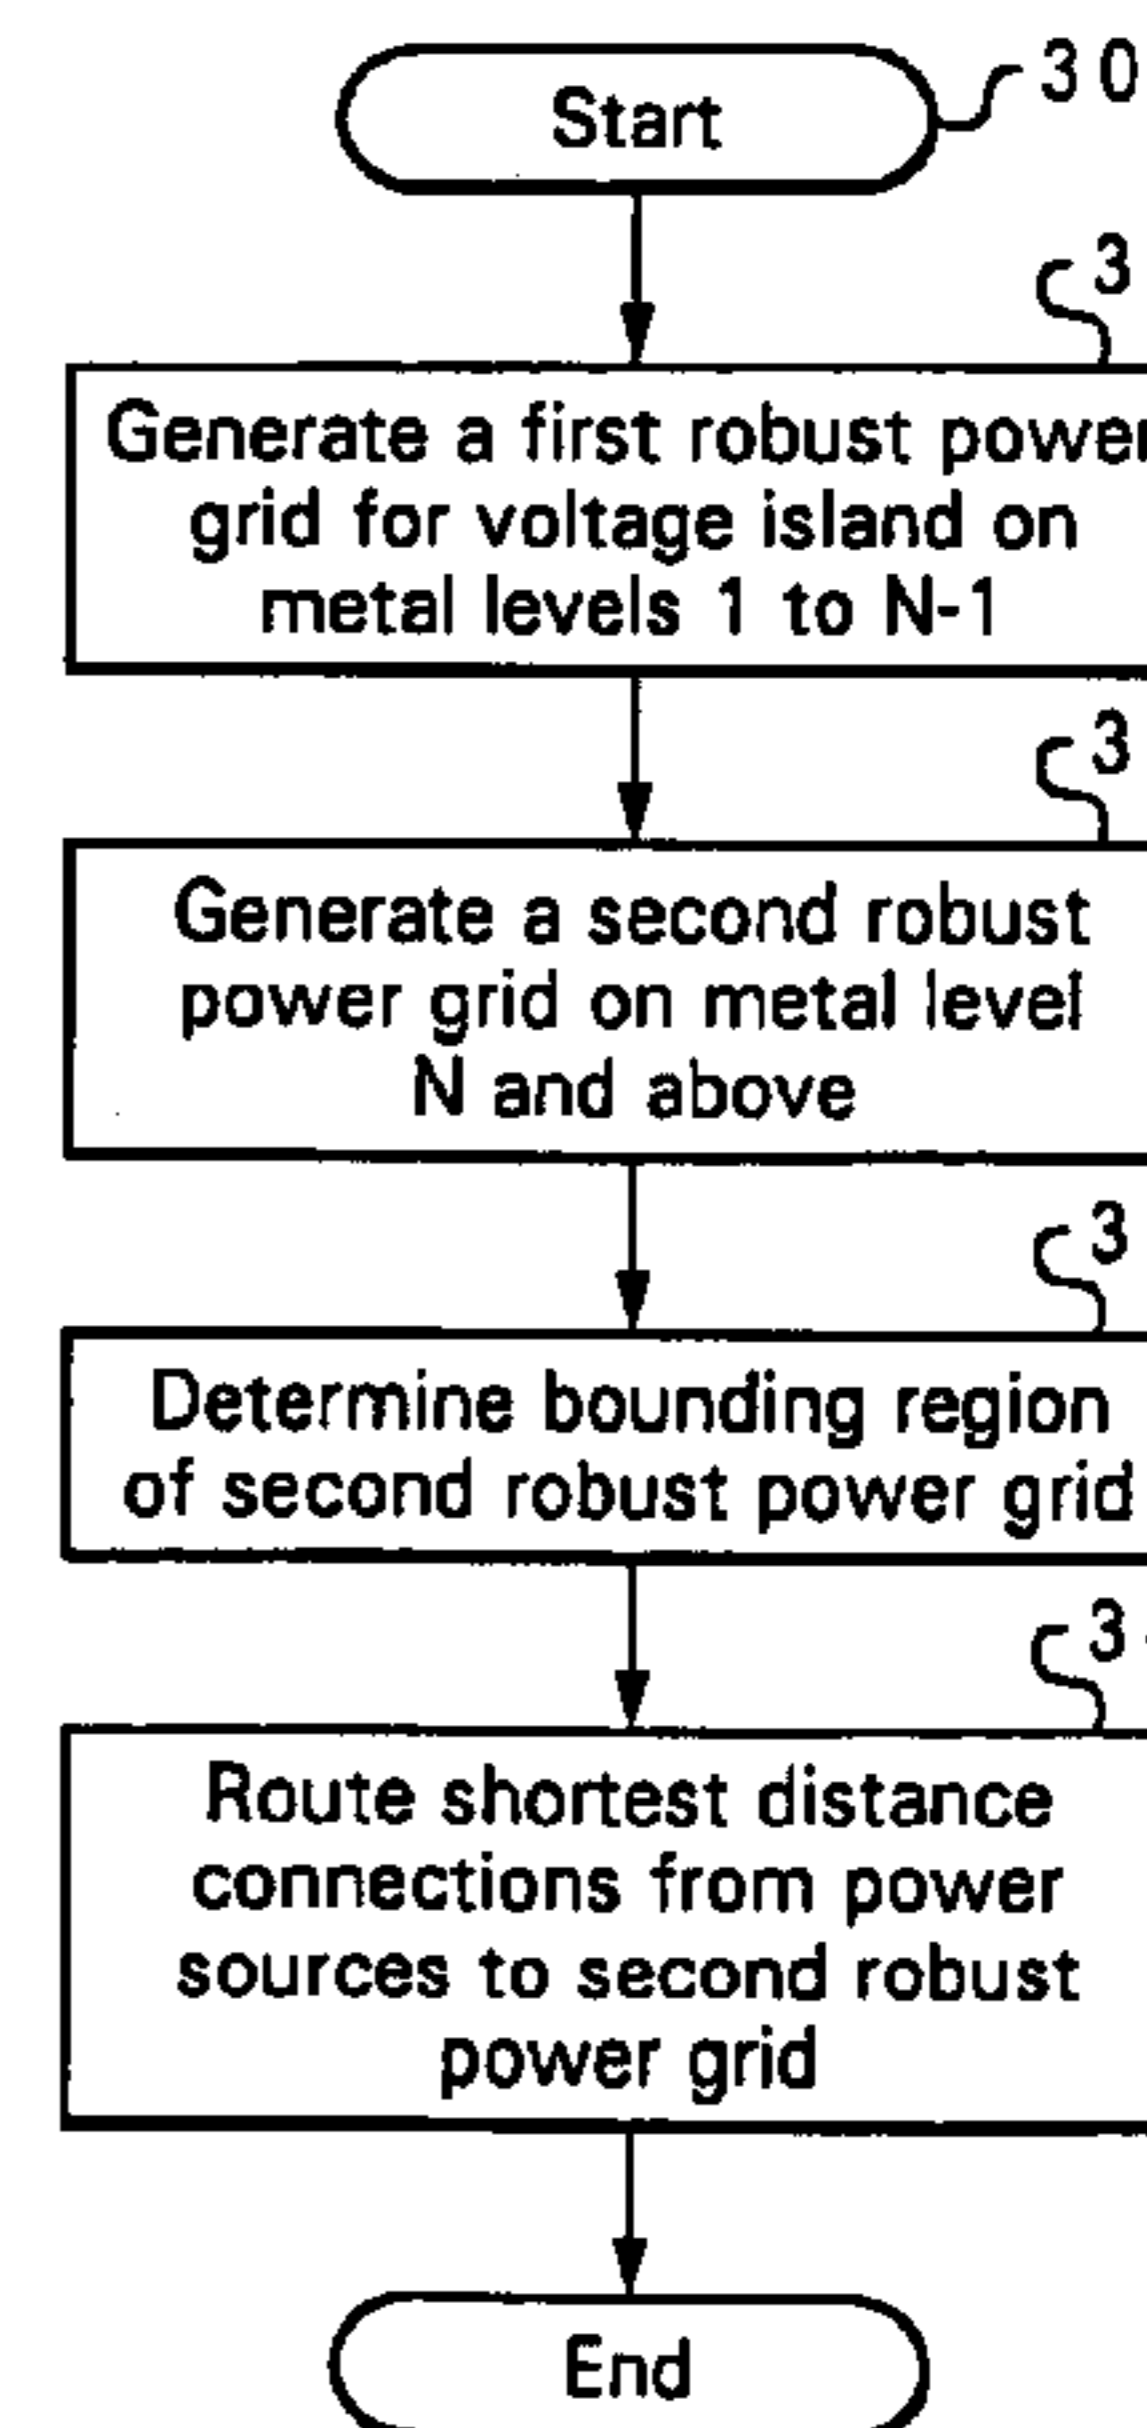 Start
30
3
Generate a first robust power
grid for voltage island on
metal levels 1 to N-1
3
Generate a second robust
power grid on metal level
N and above
3
Determine bounding region
of second robust power grid
3
Route shortest distance
connections from power
sources to second robust
power grid
End